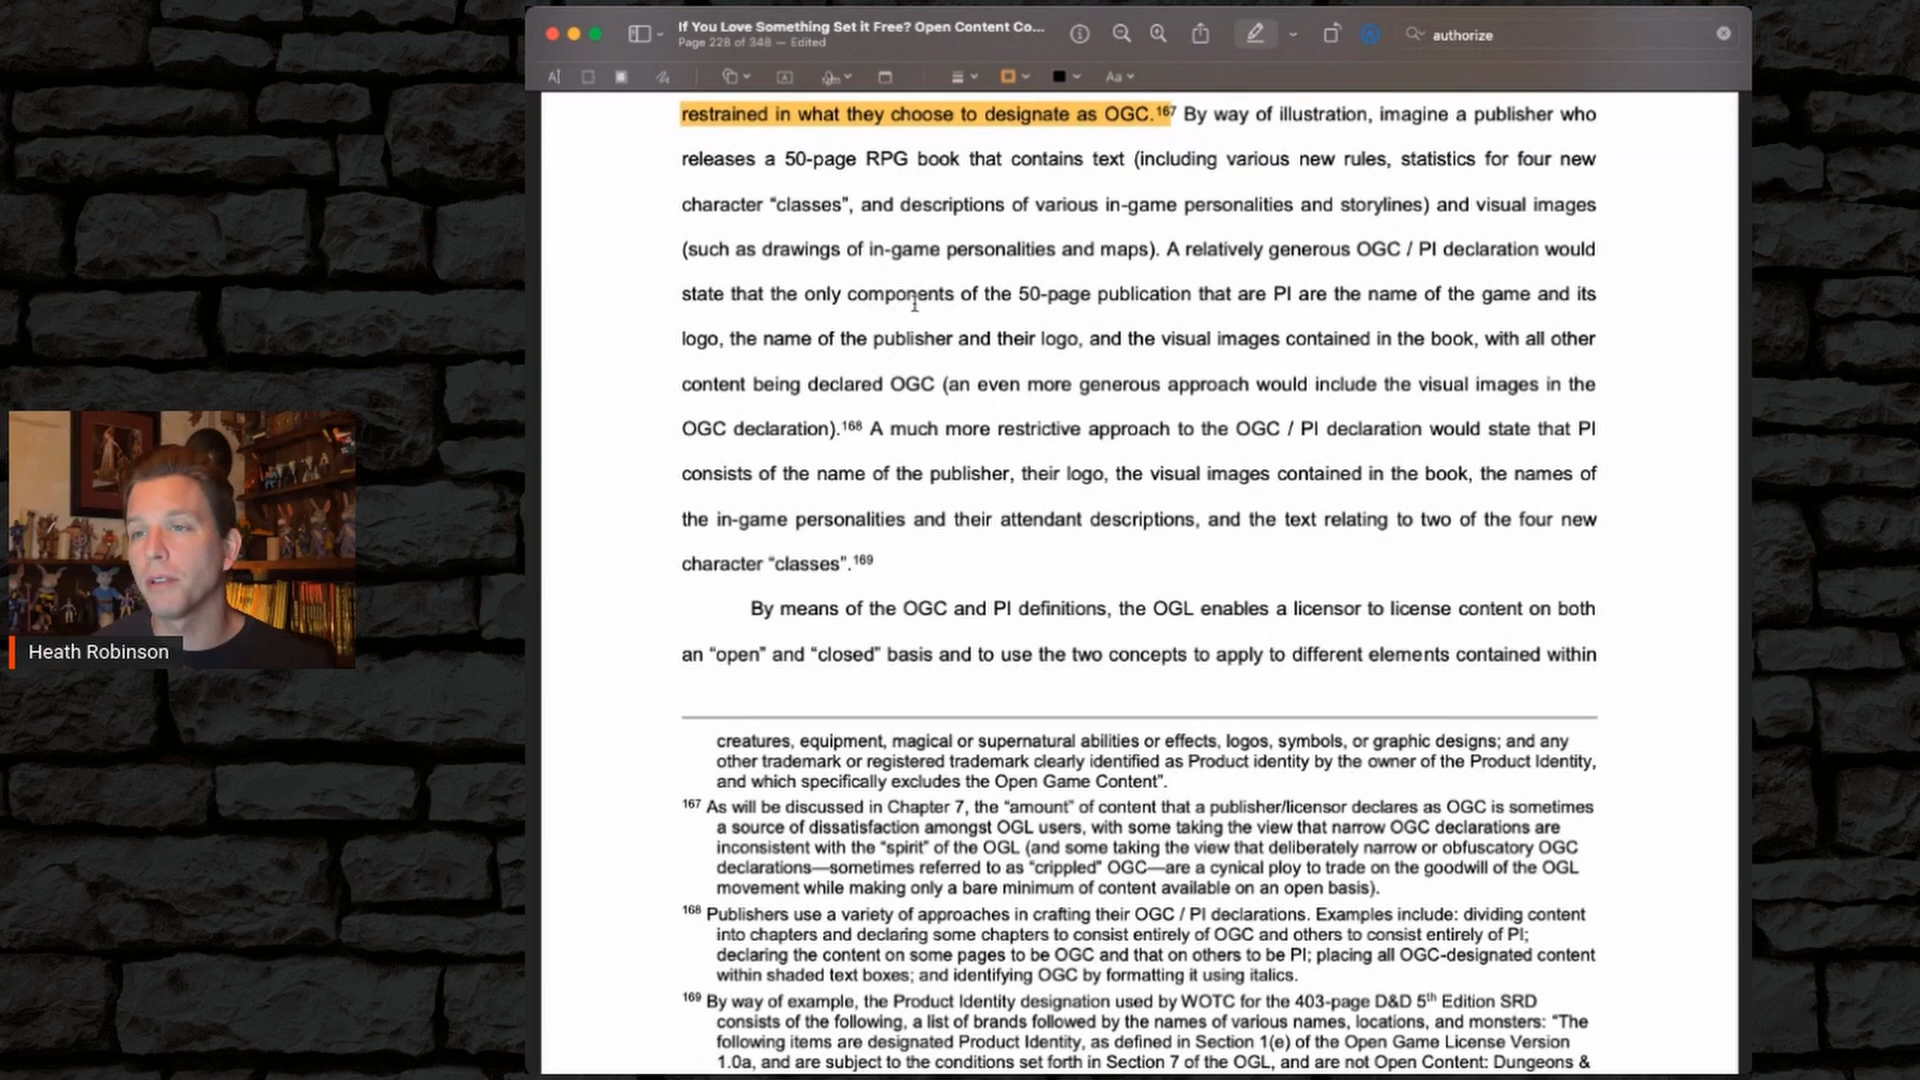 If You Love Something Set it Free? Open Content Co...
Page 228 of 348 — Edited
authorize
Aa
restrained in what they choose to designate as OGC.167 By way of illustration, imagine a publisher who
releases a 50-page RPG book that contains text (including various new rules, statistics for four new
character “classes”, and descriptions of various in-game personalities and storylines) and visual images
(such as drawings of in-game personalities and maps). A relatively generous OGC / PI declaration would
state that the only components of the 50-page publication that are PI are the name of the game and its
logo, the name of the publisher and their logo, and the visual images contained in the book, with all other
content being declared OGC (an even more generous approach would include the visual images in the
OGC declaration).168 A much more restrictive approach to the OGC / PI declaration would state that PI
consists of the name of the publisher, their logo, the visual images contained in the book, the names of
the in-game personalities and their attendant descriptions, and the text relating to two of the four new
character “classes”.169
By means of the OGC and PI definitions, the OGL enables a licensor to license content on both
an “open” and “closed” basis and to use the two concepts to apply to different elements contained within
creatures, equipment, magical or supernatural abilities or effects, logos, symbols, or graphic designs; and any
other trademark or registered trademark clearly identified as Product identity by the owner of the Product Identity,
and which specifically excludes the Open Game Content”.
167 As will be discussed in Chapter 7, the “amount” of content that a publisher/licensor declares as OGC is sometimes
a source of dissatisfaction amongst OGL users, with some taking the view that narrow OGC declarations are
inconsistent with the “spirit” of the OGL (and some taking the view that deliberately narrow or obfuscatory OGC
declarations—sometimes referred to as “crippled” OGC—are a cynical ploy to trade on the goodwill of the OGL
movement while making only a bare minimum of content available on an open basis).
168 Publishers use a variety of approaches in crafting their OGC / PI declarations. Examples include: dividing content
into chapters and declaring some chapters to consist entirely of OGC and others to consist entirely of PI;
declaring the content on some pages to be OGC and that on others to be PI; placing all OGC-designated content
within shaded text boxes; and identifying OGC by formatting it using italics.
169 By way of example, the Product Identity designation used by WOTC for the 403-page D&D 5th Edition SRD
consists of the following, a list of brands followed by the names of various names, locations, and monsters: “The
following items are designated Product Identity, as defined in Section 1(e) of the Open Game License Version
1.0a, and are subject to the conditions set forth in Section 7 of the OGL, and are not Open Content: Dungeons &
Heath Robinson